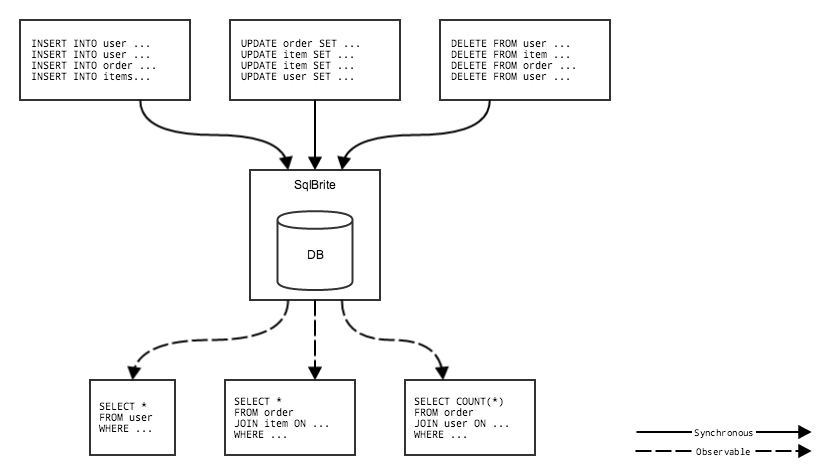 INSERT INTO user ...
INSERT INTO user ...
INSERT INTO order ...
INSERT INTO items...
UPDATE order SET ...
UPDATE item SET ...
UPDATE item SET ...
UPDATE user SET ...
DELETE FROM user ...
DELETE FROM item ...
DELETE FROM order ...
DELETE FROM user ...
SqlBrite
DB
SELECT *
FROM user
WHERE ...
SELECT *
FROM order
JOIN item ON ...
WHERE ...
SELECT COUNT(*)
FROM order
JOIN user ON ...
WHERE ...
Synchronous
Observable